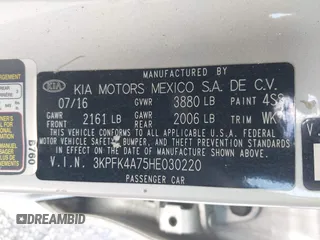 MANUFACTURED BY
KIA KIA MOTORS MEXICO S.A. DE C.V.
07/16 GVWR 3880 LB PAINT 4SS
GAWR FRONT 2161 LB GAWR REAR 2006 LB TRIM WK
THIS VEHICLE CONFORMS TO ALL APPLICABLE
FEDERAL MOTOR VEHICLE SAFETY, BUMPER,
AND THEFT PREVENTION STANDARDS IN EFFECT
ON THE DATE OF MANUFACTURE SHOWN ABOVE.
V.I.N. 3KPFK4A75HE030220
PASSENGER CAR